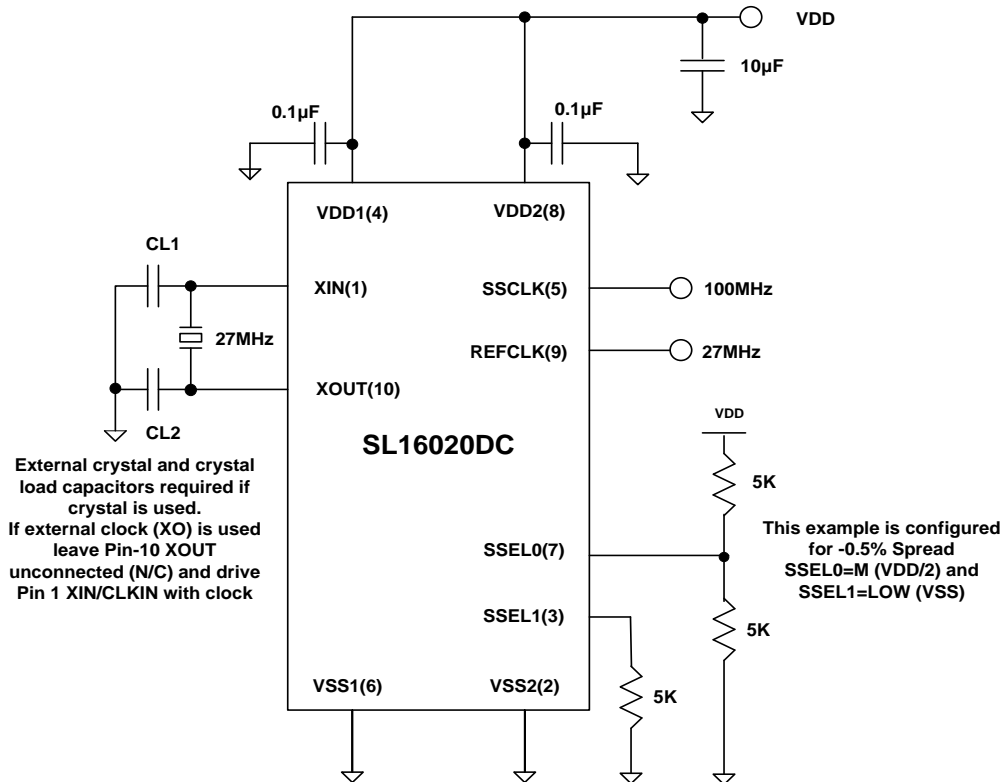 VDD
10µF
0.1µF
0.1µF
VDD1(4)
VDD2(8)
CL1
XIN(1)
SSCLK(5)
100MHz
27MHz
REFCLK(9)
27MHz
XOUT(10)
CL2
SL16020DC
VDD
5K
External crystal and crystal
load capacitors required if
crystal is used.
If external clock (XO) is used
leave Pin-10 XOUT
unconnected (N/C) and drive
Pin 1 XIN/CLKIN with clock
SSEL0(7)
This example is configured
for -0.5% Spread
SSEL0=M (VDD/2) and
SSEL1=LOW (VSS)
SSEL1(3)
5K
5K
VSS1(6)
VSS2(2)